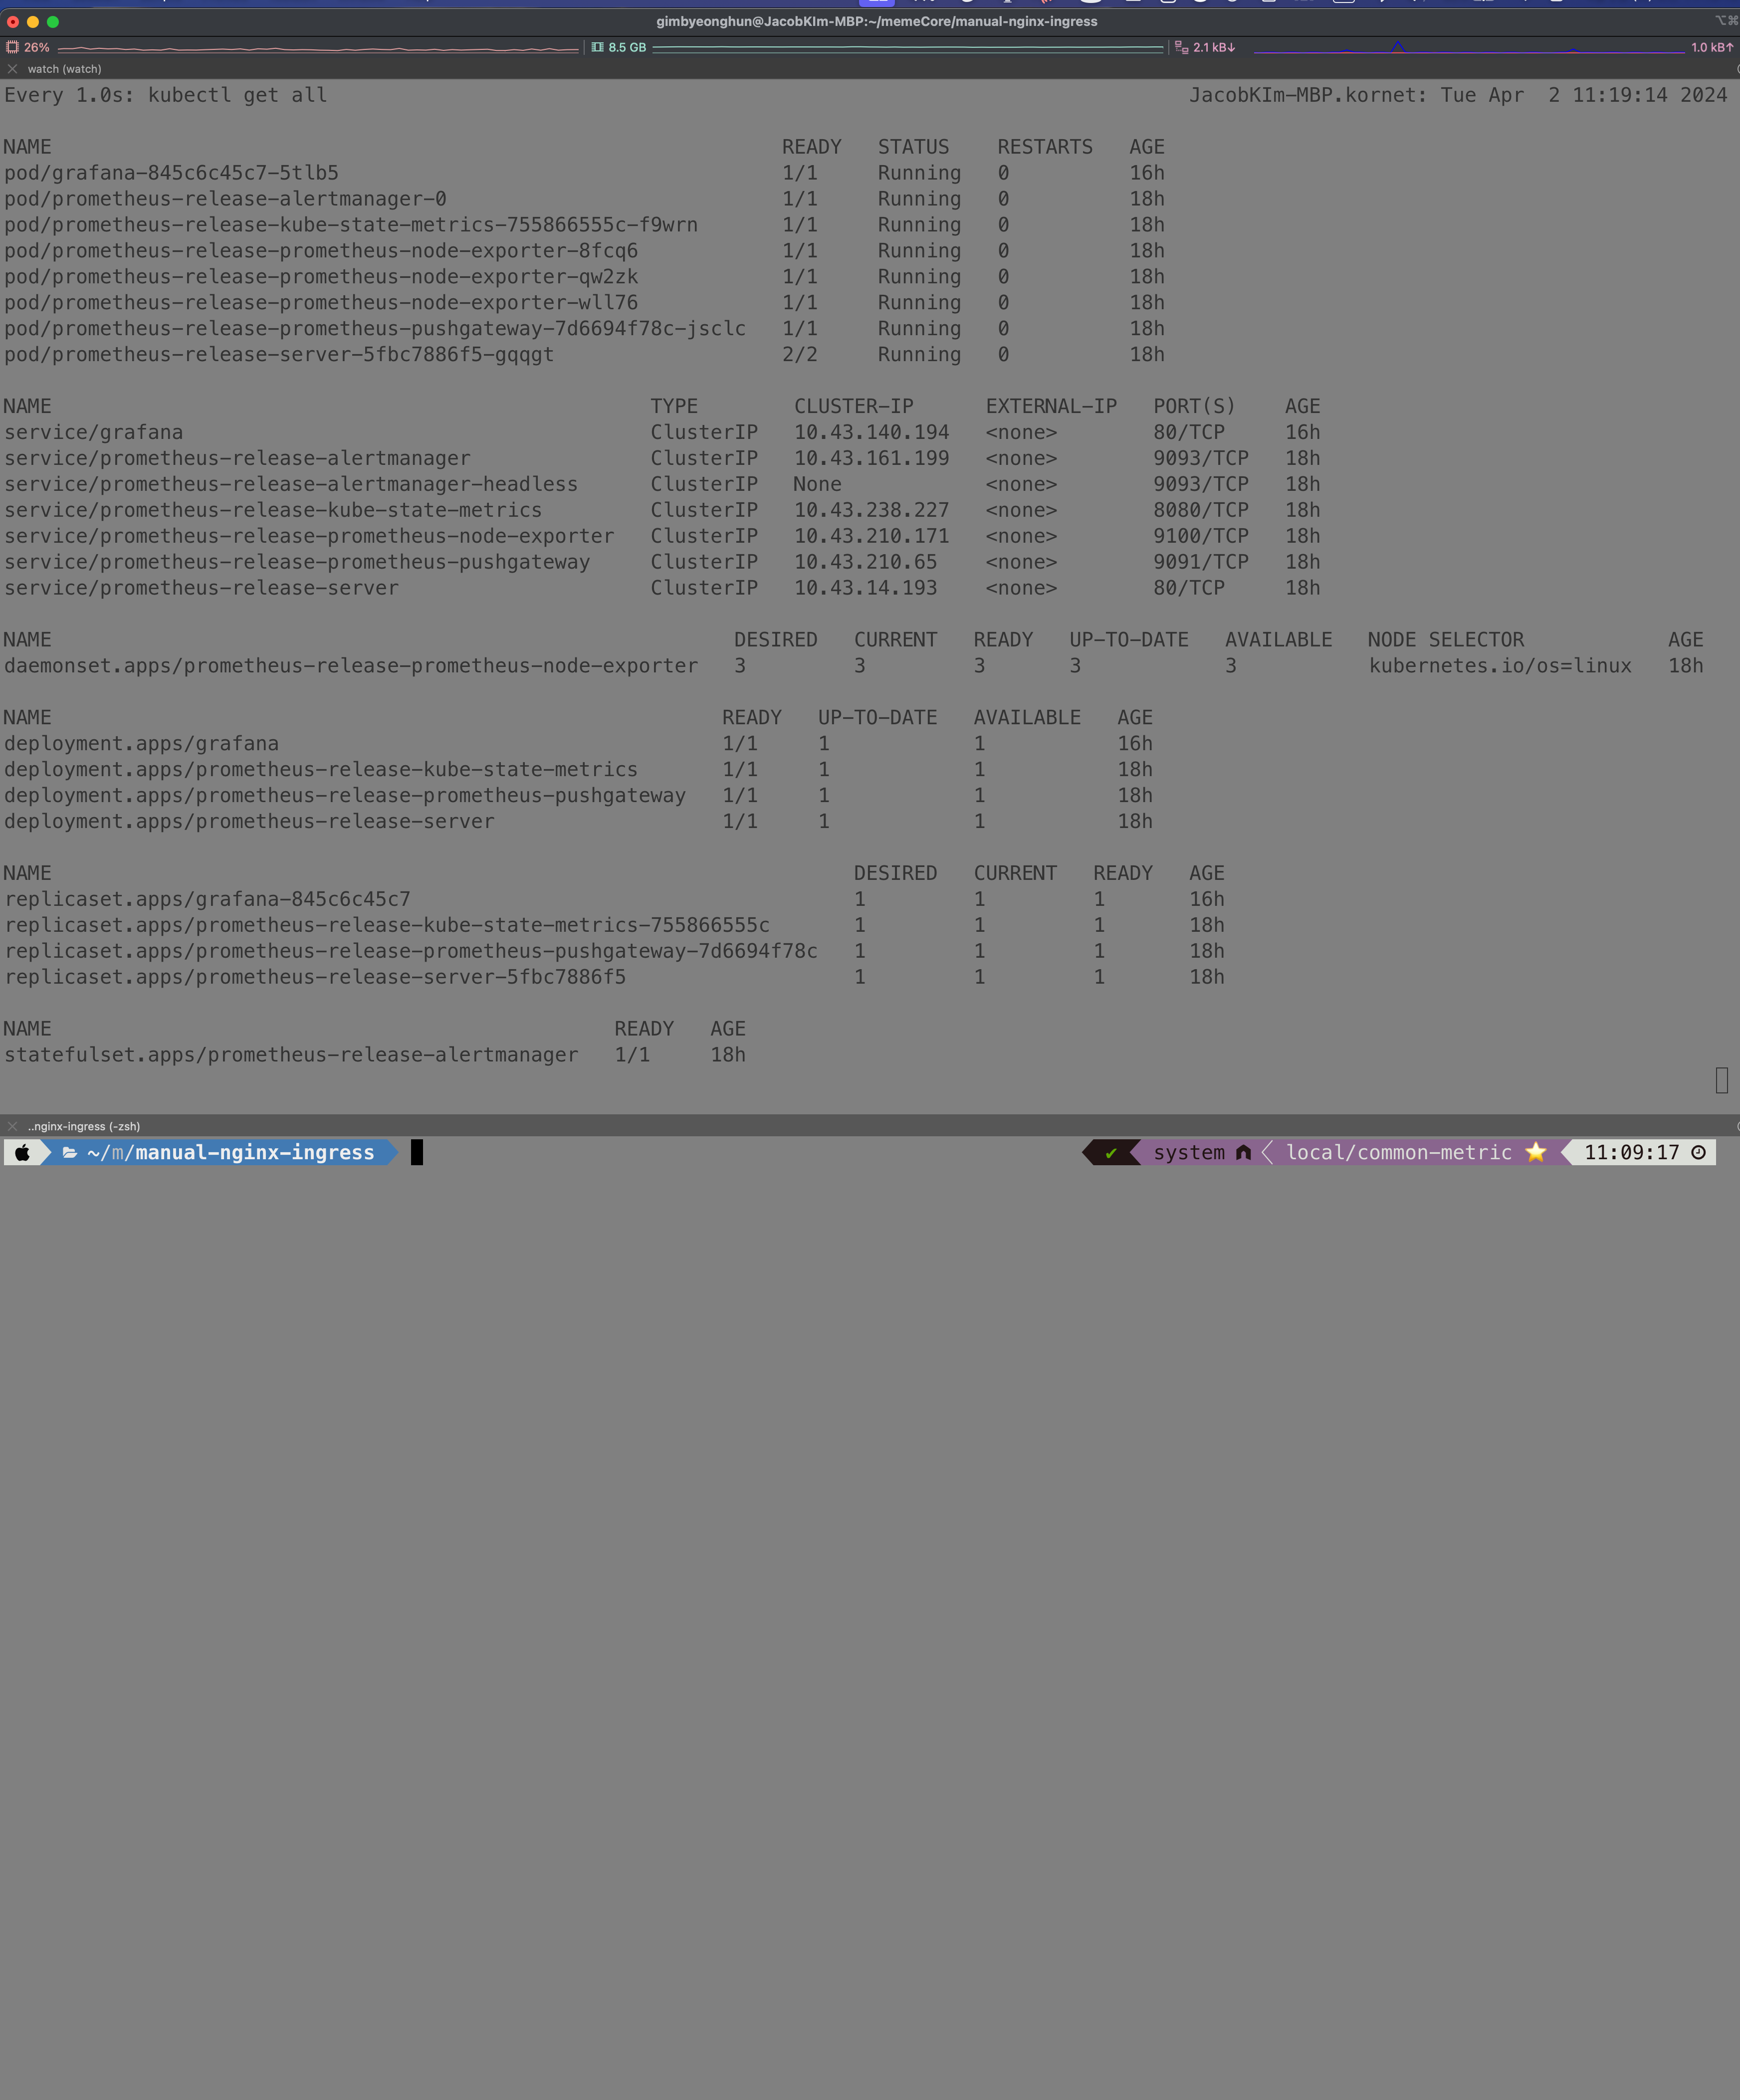 gimbyeonghun@JacobKIm-MBP:~/memeCore/manual-nginx-ingress ⌥⌘
26% 8.5 GB 2.1 kB↓ 1.0 kB↑
watch (watch)
Every 1.0s: kubectl get all JacobKIm-MBP.kornet: Tue Apr  2 11:19:14 2024
NAME READY STATUS RESTARTS AGE
pod/grafana-845c6c45c7-5tlb5 1/1 Running 0 16h
pod/prometheus-release-alertmanager-0 1/1 Running 0 18h
pod/prometheus-release-kube-state-metrics-755866555c-f9wrn 1/1 Running 0 18h
pod/prometheus-release-prometheus-node-exporter-8fcq6 1/1 Running 0 18h
pod/prometheus-release-prometheus-node-exporter-qw2zk 1/1 Running 0 18h
pod/prometheus-release-prometheus-node-exporter-wll76 1/1 Running 0 18h
pod/prometheus-release-prometheus-pushgateway-7d6694f78c-jsclc 1/1 Running 0 18h
pod/prometheus-release-server-5fbc7886f5-gqqgt 2/2 Running 0 18h
NAME TYPE CLUSTER-IP EXTERNAL-IP PORT(S) AGE
service/grafana ClusterIP 10.43.140.194 <none> 80/TCP 16h
service/prometheus-release-alertmanager ClusterIP 10.43.161.199 <none> 9093/TCP 18h
service/prometheus-release-alertmanager-headless ClusterIP None <none> 9093/TCP 18h
service/prometheus-release-kube-state-metrics ClusterIP 10.43.238.227 <none> 8080/TCP 18h
service/prometheus-release-prometheus-node-exporter ClusterIP 10.43.210.171 <none> 9100/TCP 18h
service/prometheus-release-prometheus-pushgateway ClusterIP 10.43.210.65 <none> 9091/TCP 18h
service/prometheus-release-server ClusterIP 10.43.14.193 <none> 80/TCP 18h
NAME DESIRED CURRENT READY UP-TO-DATE AVAILABLE NODE SELECTOR AGE
daemonset.apps/prometheus-release-prometheus-node-exporter 3 3 3 3 3 kubernetes.io/os=linux 18h
NAME READY UP-TO-DATE AVAILABLE AGE
deployment.apps/grafana 1/1 1 1 16h
deployment.apps/prometheus-release-kube-state-metrics 1/1 1 1 18h
deployment.apps/prometheus-release-prometheus-pushgateway 1/1 1 1 18h
deployment.apps/prometheus-release-server 1/1 1 1 18h
NAME DESIRED CURRENT READY AGE
replicaset.apps/grafana-845c6c45c7 1 1 1 16h
replicaset.apps/prometheus-release-kube-state-metrics-755866555c 1 1 1 18h
replicaset.apps/prometheus-release-prometheus-pushgateway-7d6694f78c 1 1 1 18h
replicaset.apps/prometheus-release-server-5fbc7886f5 1 1 1 18h
NAME READY AGE
statefulset.apps/prometheus-release-alertmanager 1/1 18h
..nginx-ingress (-zsh)
~/m/manual-nginx-ingress ✔ system local/common-metric ⭐ 11:09:17